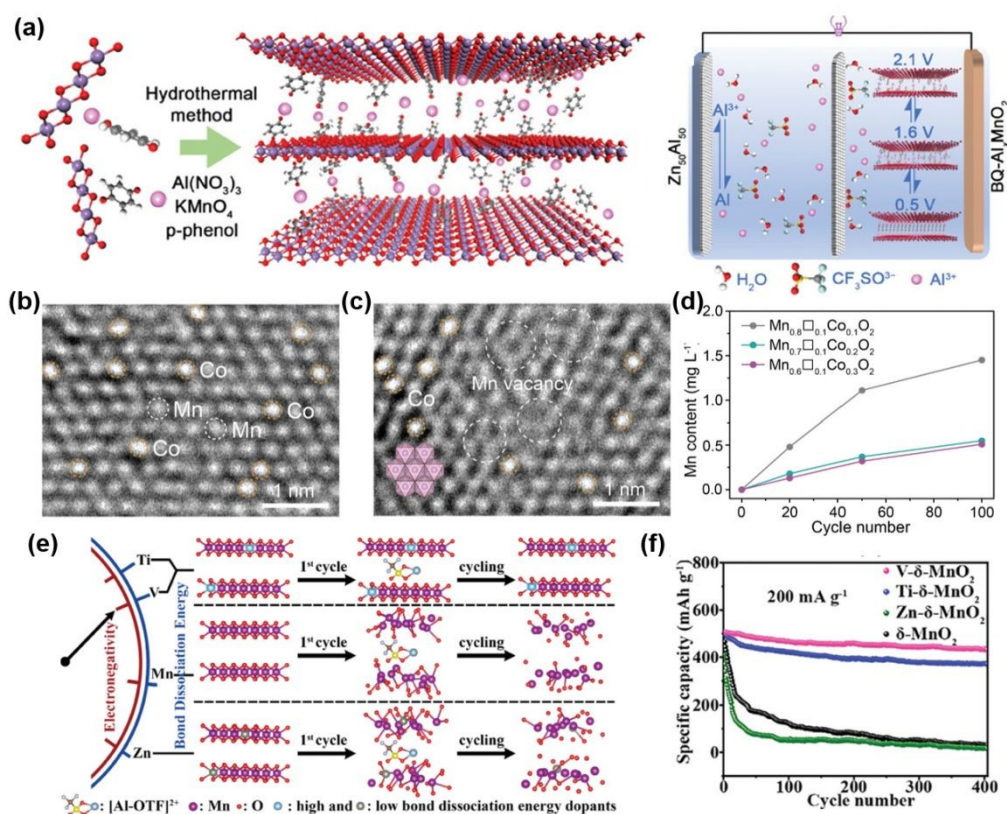 (a)
Hydrothermal
method
Al(NO₃)₃
KMnO₄
p-phenol
Zn₅₀Al₅₀
Al³⁺
Al
2.1 V
1.6 V
0.5 V
BQ-AlₓMnO₂
H₂O
CF₃SO³⁻
Al³⁺
(b)
Co
Mn
Co
Mn
Co
1 nm
(c)
Mn vacancy
Co
1 nm
(d)
Mn content (mg L⁻¹)
1.5
1.0
0.5
0.0
Mn₀.₈□₀.₁Co₀.₁O₂
Mn₀.₇□₀.₁Co₀.₂O₂
Mn₀.₆□₀.₁Co₀.₃O₂
0 20 40 60 80 100
Cycle number
(e)
Electronegativity
Bond Dissociation Energy
Ti
V
Mn
Zn
1st cycle
cycling
1st cycle
cycling
1st cycle
cycling
: [Al-OTF]²⁺ : Mn : O : high and : low bond dissociation energy dopants
(f)
Specific capacity (mAh g⁻¹)
800
600
400
200
0
200 mA g⁻¹
V-δ-MnO₂
Ti-δ-MnO₂
Zn-δ-MnO₂
δ-MnO₂
0 100 200 300 400
Cycle number